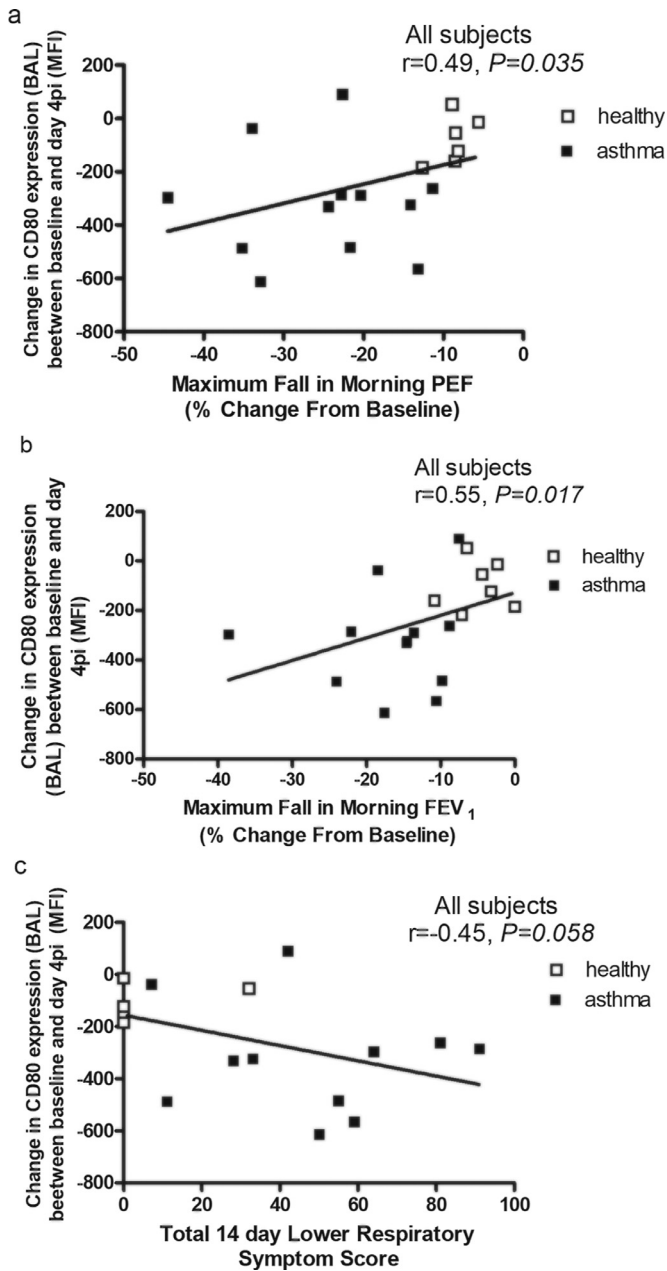 a
All subjects
r=0.49, P=0.035
healthy
asthma
Change in CD80 expression (BAL)
beetween baseline and day 4pi (MFI)
200
0
-200
-400
-600
-800
-50 -40 -30 -20 -10 0
Maximum Fall in Morning PEF
(% Change From Baseline)
b
All subjects
r=0.55, P=0.017
healthy
asthma
Change in CD80 expression
(BAL) beetween baseline and day
4pi (MFI)
200
0
-200
-400
-600
-800
-50 -40 -30 -20 -10 0
Maximum Fall in Morning FEV1
(% Change From Baseline)
c
All subjects
r=-0.45, P=0.058
healthy
asthma
Change in CD80 expression (BAL)
beetween baseline and day 4pi (MFI)
200
0
-200
-400
-600
-800
0 20 40 60 80 100
Total 14 day Lower Respiratory
Symptom Score